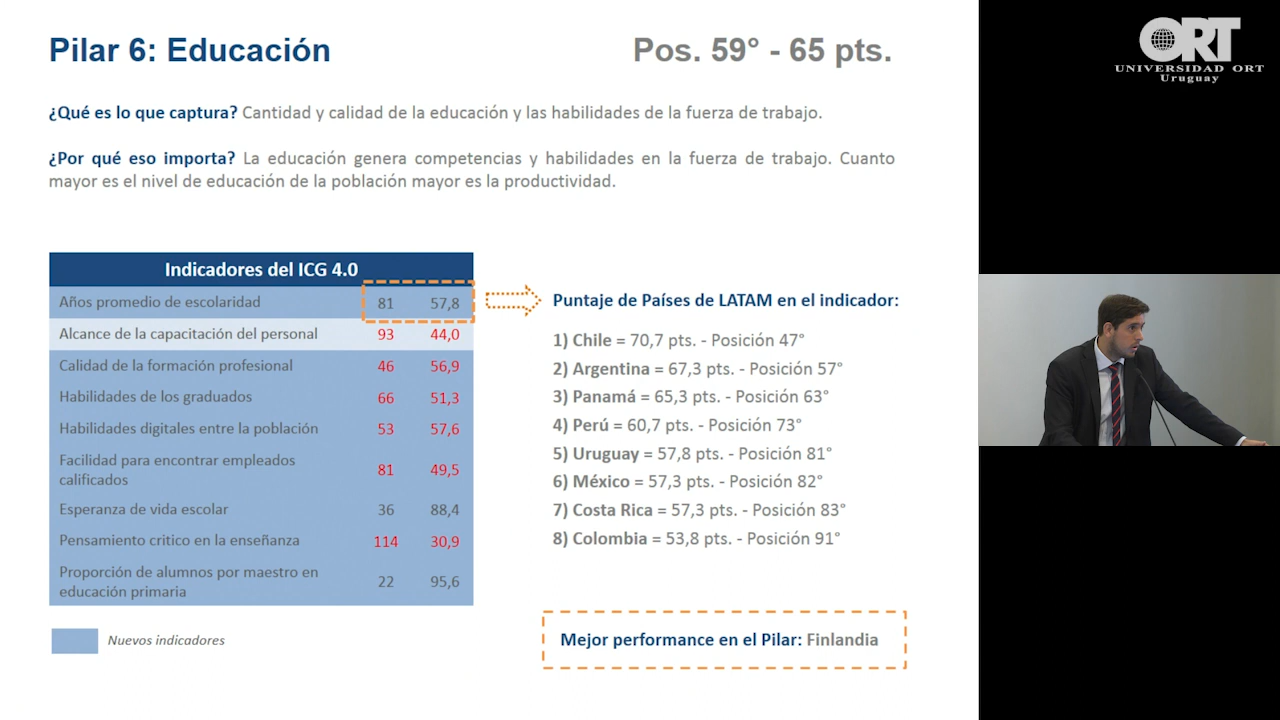 Pilar 6: Educación
Pos. 59° - 65 pts.
¿Qué es lo que captura? Cantidad y calidad de la educación y las habilidades de la fuerza de trabajo.
¿Por qué eso importa? La educación genera competencias y habilidades en la fuerza de trabajo. Cuanto
mayor es el nivel de educación de la población mayor es la productividad.
Indicadores del ICG 4.0
Años promedio de escolaridad 81 57,8
Alcance de la capacitación del personal 93 44,0
Calidad de la formación profesional 46 56,9
Habilidades de los graduados 66 51,3
Habilidades digitales entre la población 53 57,6
Facilidad para encontrar empleados
calificados 81 49,5
Esperanza de vida escolar 36 88,4
Pensamiento critico en la enseñanza 114 30,9
Proporción de alumnos por maestro en
educación primaria 22 95,6
Nuevos indicadores
Puntaje de Países de LATAM en el indicador:
1) Chile = 70,7 pts. - Posición 47°
2) Argentina = 67,3 pts. - Posición 57°
3) Panamá = 65,3 pts. - Posición 63°
4) Perú = 60,7 pts. - Posición 73°
5) Uruguay = 57,8 pts. - Posición 81°
6) México = 57,3 pts. - Posición 82°
7) Costa Rica = 57,3 pts. - Posición 83°
8) Colombia = 53,8 pts. - Posición 91°
Mejor performance en el Pilar: Finlandia
ORT
UNIVERSIDAD ORT
Uruguay